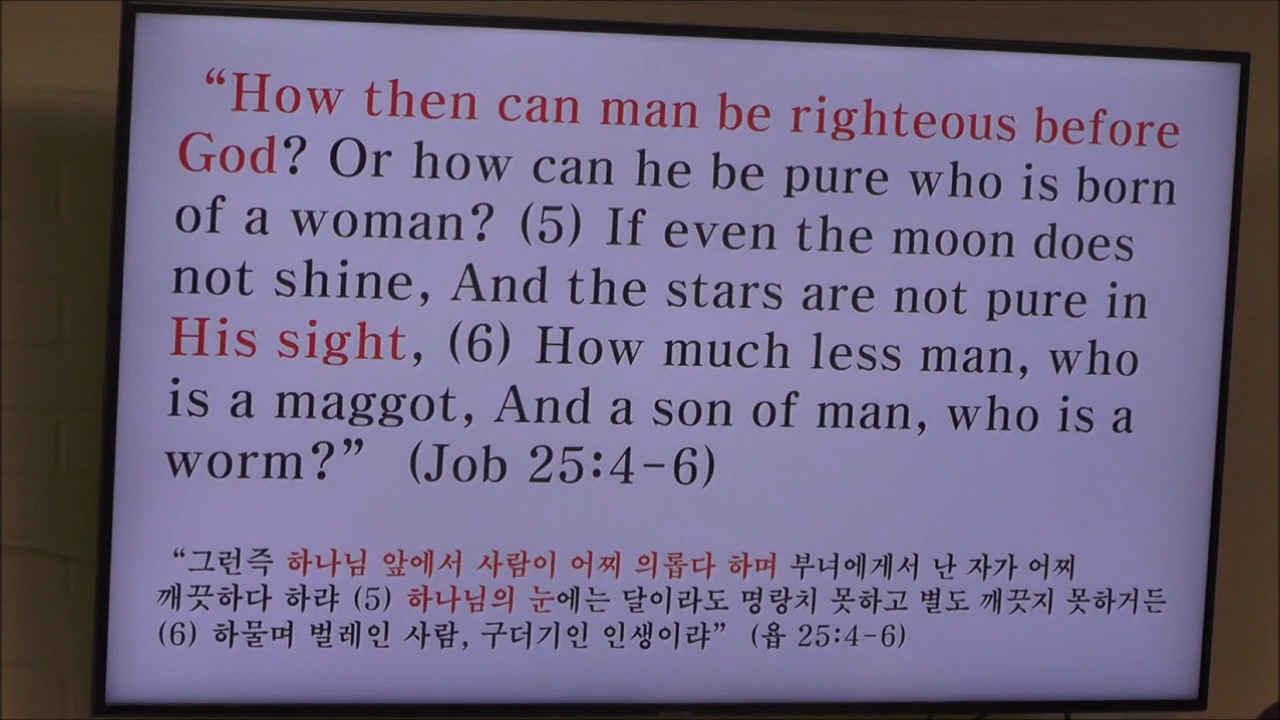 “How then can man be righteous before
God? Or how can he be pure who is born
of a woman? (5) If even the moon does
not shine, And the stars are not pure in
His sight, (6) How much less man, who
is a maggot, And a son of man, who is a
worm?” (Job 25:4-6)
“그런즉 하나님 앞에서 사람이 어찌 의롭다 하며 부녀에게서 난 자가 어찌
깨끗하다 하랴 (5) 하나님의 눈에는 달이라도 명랑치 못하고 별도 깨끗지 못하거든
(6) 하물며 벌레인 사람, 구더기인 인생이랴” (욥 25:4-6)